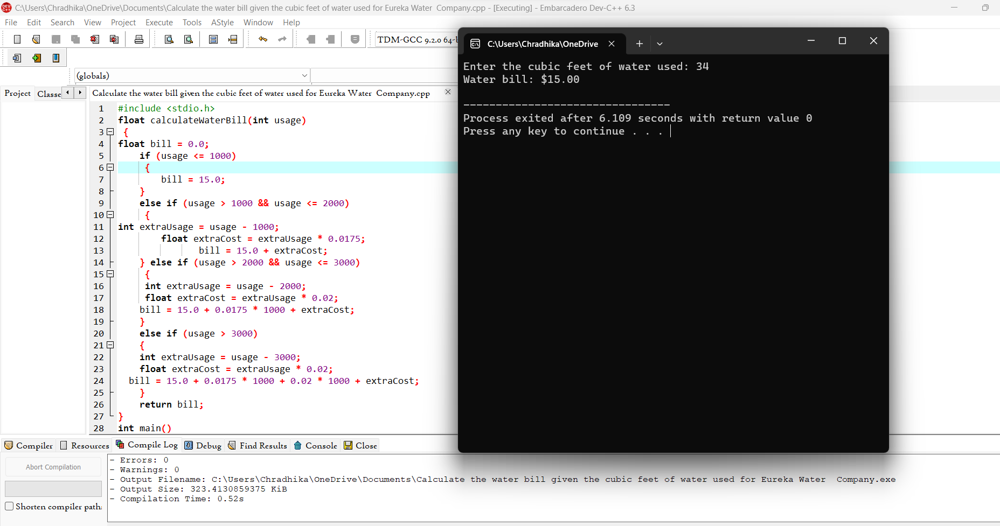 C:\Users\Chradhika\OneDrive\Documents\Calculate the water bill given the cubic feet of water used for Eureka Water  Company.cpp - [Executing] - Embarcadero Dev-C++ 6.3
File Edit Search View Project Execute Tools AStyle Window Help
TDM-GCC 9.2.0 64-
(globals)
Project Classe
Calculate the water bill given the cubic feet of water used for Eureka Water  Company.cpp
1 #include <stdio.h>
2 float calculateWaterBill(int usage)
3 {
4 float bill = 0.0;
5 if (usage <= 1000)
6 {
7 bill = 15.0;
8 }
9 else if (usage > 1000 && usage <= 2000)
10 {
11 int extraUsage = usage - 1000;
12 float extraCost = extraUsage * 0.0175;
13 bill = 15.0 + extraCost;
14 } else if (usage > 2000 && usage <= 3000)
15 {
16 int extraUsage = usage - 2000;
17 float extraCost = extraUsage * 0.02;
18 bill = 15.0 + 0.0175 * 1000 + extraCost;
19 }
20 else if (usage > 3000)
21 {
22 int extraUsage = usage - 3000;
23 float extraCost = extraUsage * 0.02;
24 bill = 15.0 + 0.0175 * 1000 + 0.02 * 1000 + extraCost;
25 }
26 return bill;
27 }
28 int main()
C:\Users\Chradhika\OneDrive
Enter the cubic feet of water used: 34
Water bill: $15.00
--------------------------------
Process exited after 6.109 seconds with return value 0
Press any key to continue . . .
Compiler Resources Compile Log Debug Find Results Console Close
Abort Compilation
Shorten compiler paths
- Errors: 0
- Warnings: 0
- Output Filename: C:\Users\Chradhika\OneDrive\Documents\Calculate the water bill given the cubic feet of water used for Eureka Water  Company.exe
- Output Size: 323.4130859375 KiB
- Compilation Time: 0.52s